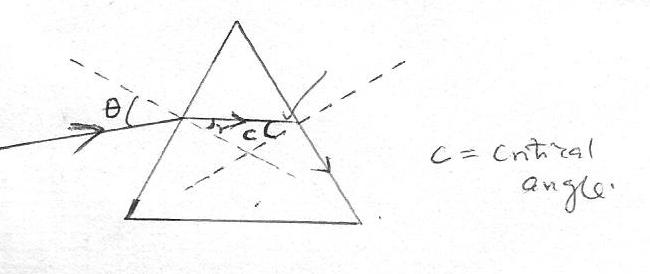 θ
r
c
c = critical
angle.